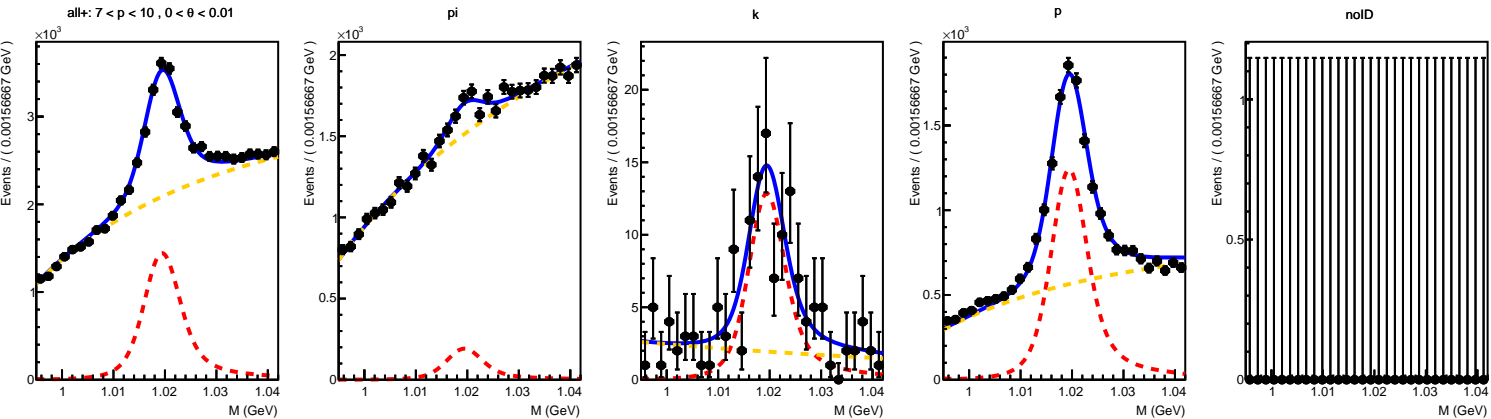 all+: 7 < p < 10 , 0 < θ < 0.01
×10³
Events / ( 0.00156667 GeV )
3
2
1
0
1 1.01 1.02 1.03 1.04
M (GeV)
pi
×10³
Events / ( 0.00156667 GeV )
2
1.5
1
0.5
0
1 1.01 1.02 1.03 1.04
M (GeV)
k
Events / ( 0.00156667 GeV )
20
15
10
5
0
1 1.01 1.02 1.03 1.04
M (GeV)
p
×10³
Events / ( 0.00156667 GeV )
1.5
1
0.5
0
1 1.01 1.02 1.03 1.04
M (GeV)
noID
Events / ( 0.00156667 GeV )
1
0.5
0
1 1.01 1.02 1.03 1.04
M (GeV)